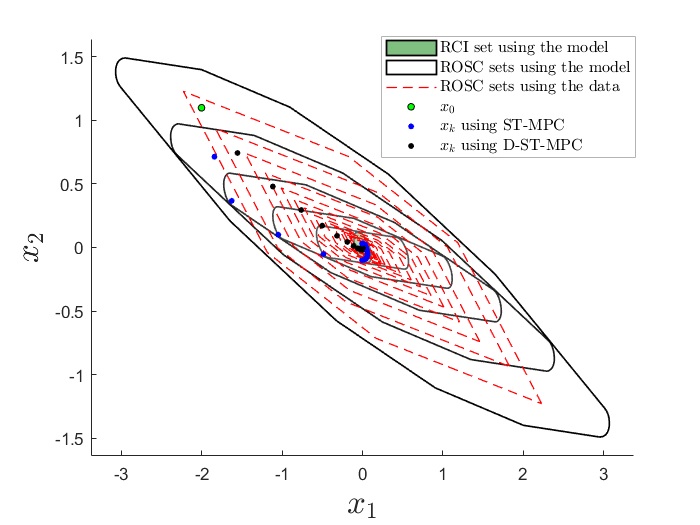 RCI set using the model
ROSC sets using the model
ROSC sets using the data
x₀
xₖ using ST-MPC
xₖ using D-ST-MPC
1.5
1
0.5
0
-0.5
-1
-1.5
x₂
-3 -2 -1 0 1 2 3
x₁